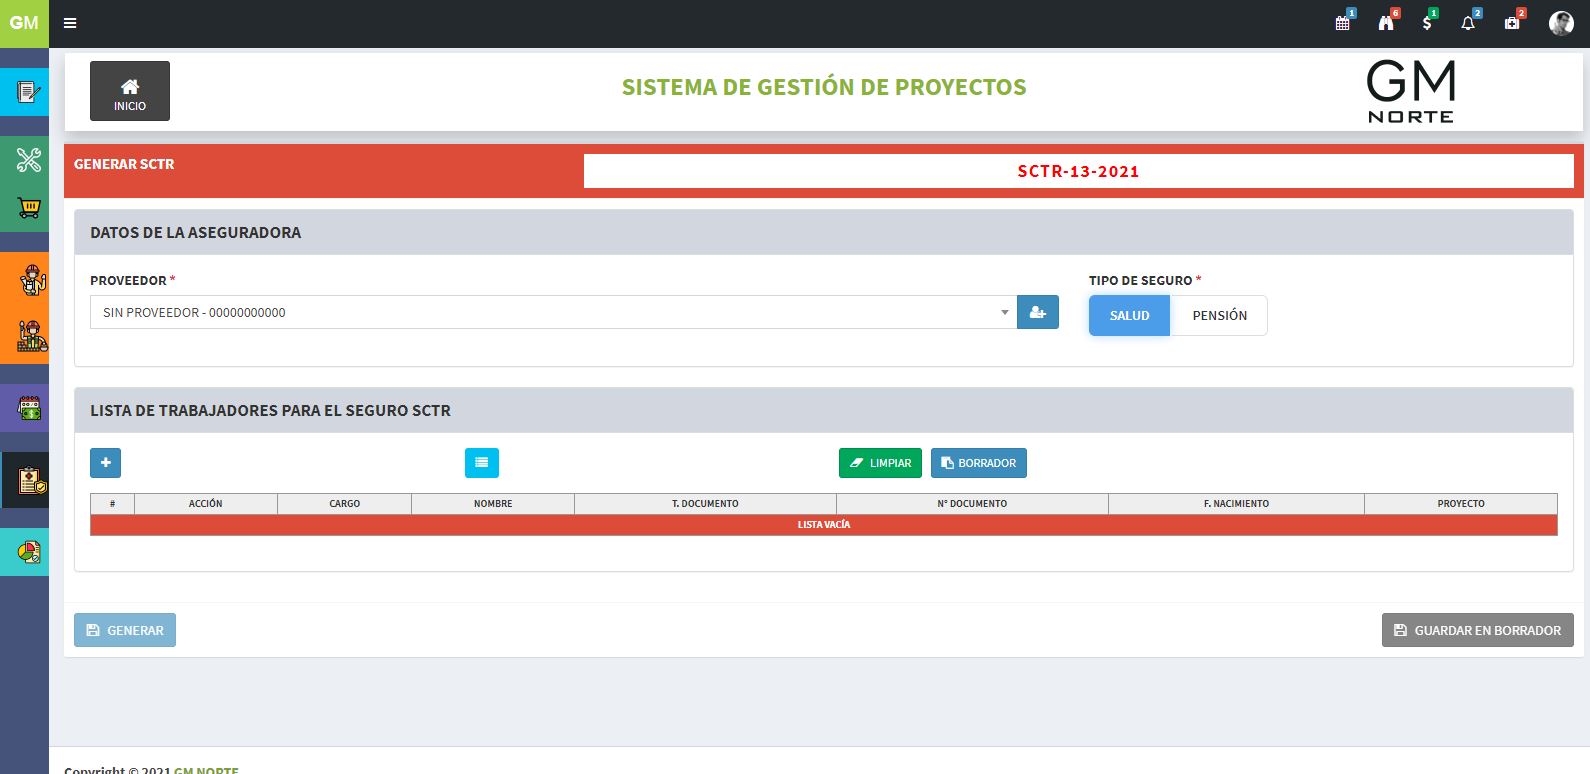 GM
1
6
1
2
2
INICIO
SISTEMA DE GESTIÓN DE PROYECTOS
GM
NORTE
GENERAR SCTR
SCTR-13-2021
DATOS DE LA ASEGURADORA
PROVEEDOR *
TIPO DE SEGURO *
SIN PROVEEDOR - 00000000000
SALUD
PENSIÓN
LISTA DE TRABAJADORES PARA EL SEGURO SCTR
LIMPIAR
BORRADOR
# ACCIÓN CARGO NOMBRE T. DOCUMENTO N° DOCUMENTO F. NACIMIENTO PROYECTO
LISTA VACÍA
GENERAR
GUARDAR EN BORRADOR
Copyright © 2021 GM NORTE